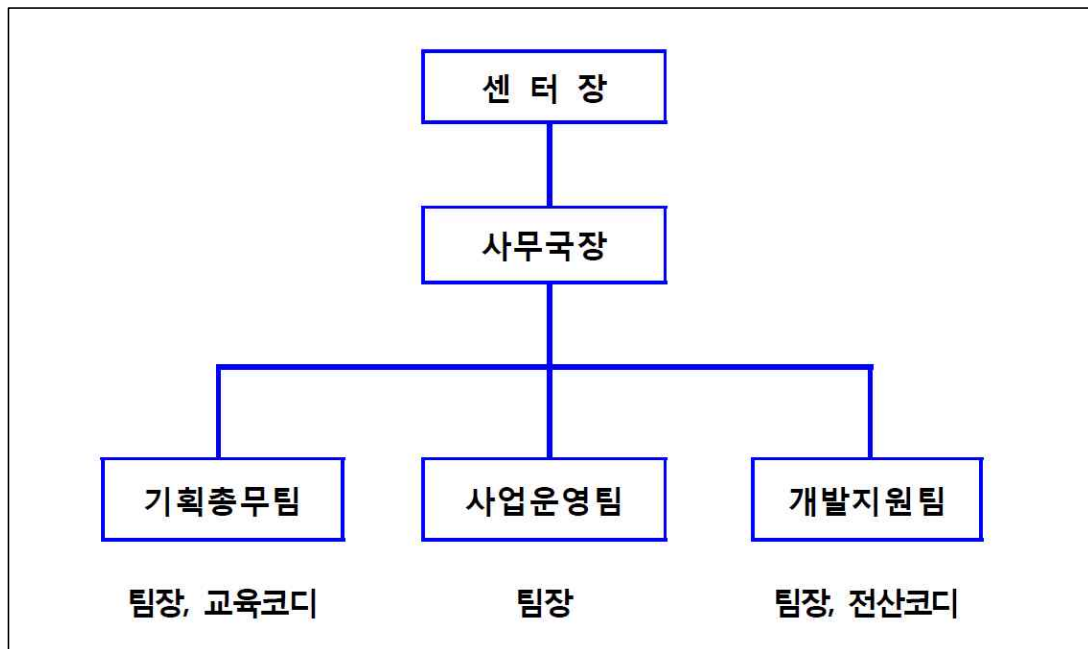 센 터 장
사무국장
기획총무팀 사업운영팀 개발지원팀
팀장, 교육코디 팀장 팀장, 전산코디